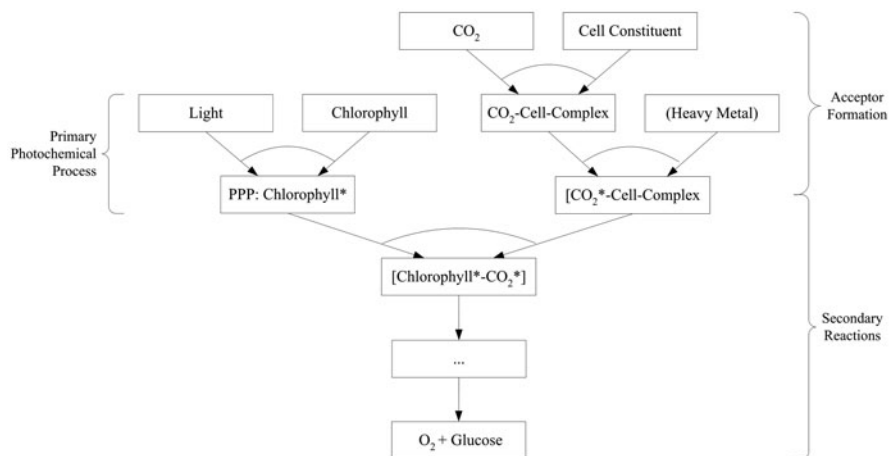 CO₂
Cell Constituent
Light
Chlorophyll
CO₂-Cell-Complex
(Heavy Metal)
Acceptor
Formation
Primary
Photochemical
Process
PPP: Chlorophyll*
[CO₂*-Cell-Complex
[Chlorophyll*-CO₂*]
Secondary
Reactions
...
O₂ + Glucose